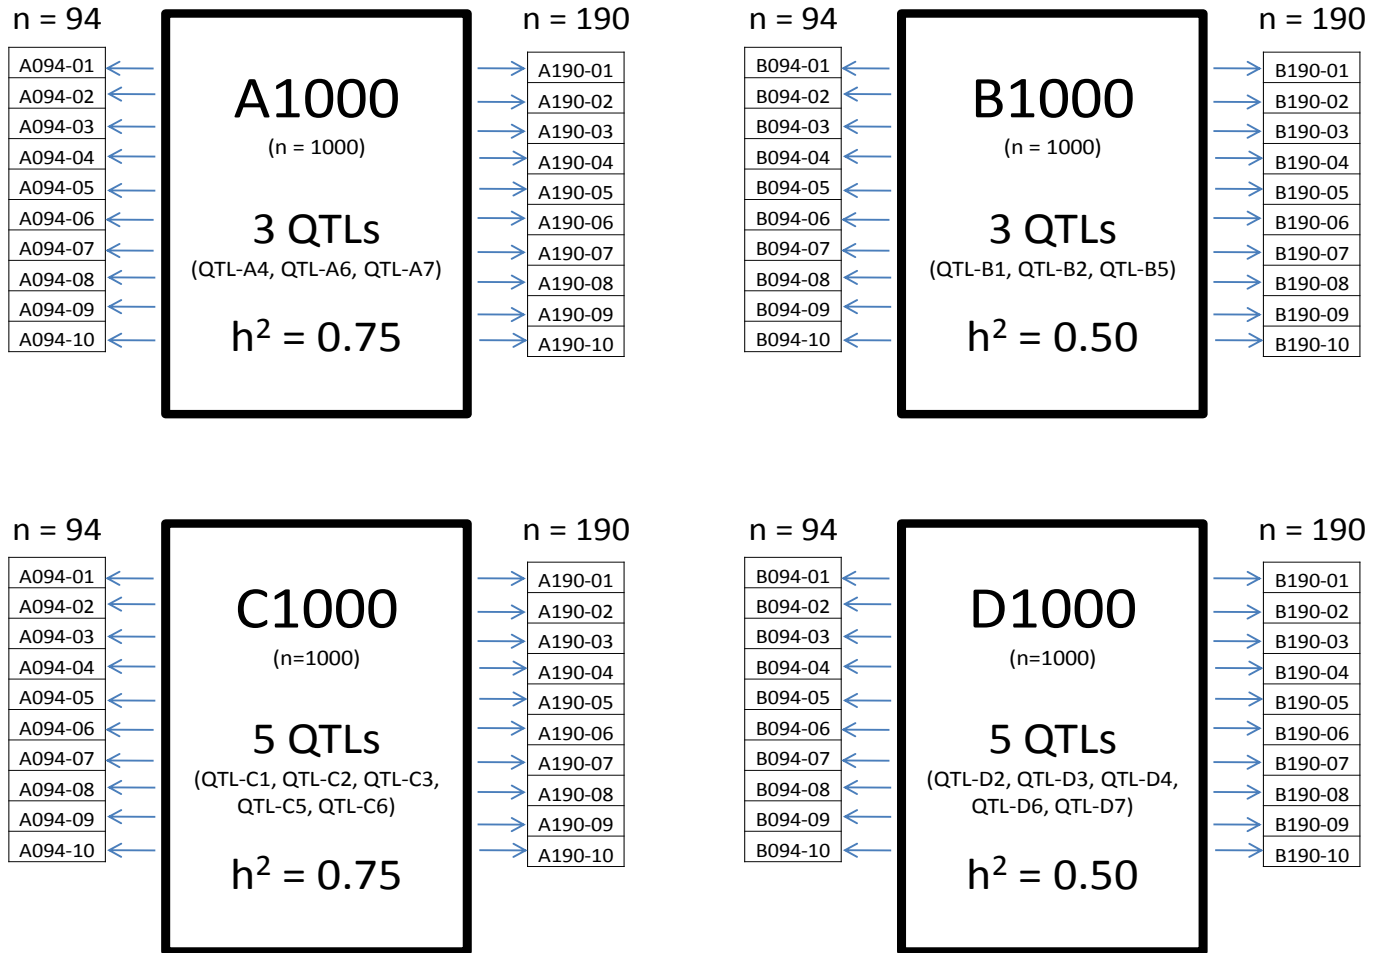 n = 94
A094-01
A094-02
A094-03
A094-04
A094-05
A094-06
A094-07
A094-08
A094-09
A094-10
A1000
(n = 1000)
3 QTLs
(QTL-A4, QTL-A6, QTL-A7)
h² = 0.75
n = 190
A190-01
A190-02
A190-03
A190-04
A190-05
A190-06
A190-07
A190-08
A190-09
A190-10
n = 94
B094-01
B094-02
B094-03
B094-04
B094-05
B094-06
B094-07
B094-08
B094-09
B094-10
B1000
(n = 1000)
3 QTLs
(QTL-B1, QTL-B2, QTL-B5)
h² = 0.50
n = 190
B190-01
B190-02
B190-03
B190-04
B190-05
B190-06
B190-07
B190-08
B190-09
B190-10
n = 94
A094-01
A094-02
A094-03
A094-04
A094-05
A094-06
A094-07
A094-08
A094-09
A094-10
C1000
(n=1000)
5 QTLs
(QTL-C1, QTL-C2, QTL-C3,
QTL-C5, QTL-C6)
h² = 0.75
n = 190
A190-01
A190-02
A190-03
A190-04
A190-05
A190-06
A190-07
A190-08
A190-09
A190-10
n = 94
B094-01
B094-02
B094-03
B094-04
B094-05
B094-06
B094-07
B094-08
B094-09
B094-10
D1000
(n=1000)
5 QTLs
(QTL-D2, QTL-D3, QTL-D4,
QTL-D6, QTL-D7)
h² = 0.50
n = 190
B190-01
B190-02
B190-03
B190-04
B190-05
B190-06
B190-07
B190-08
B190-09
B190-10